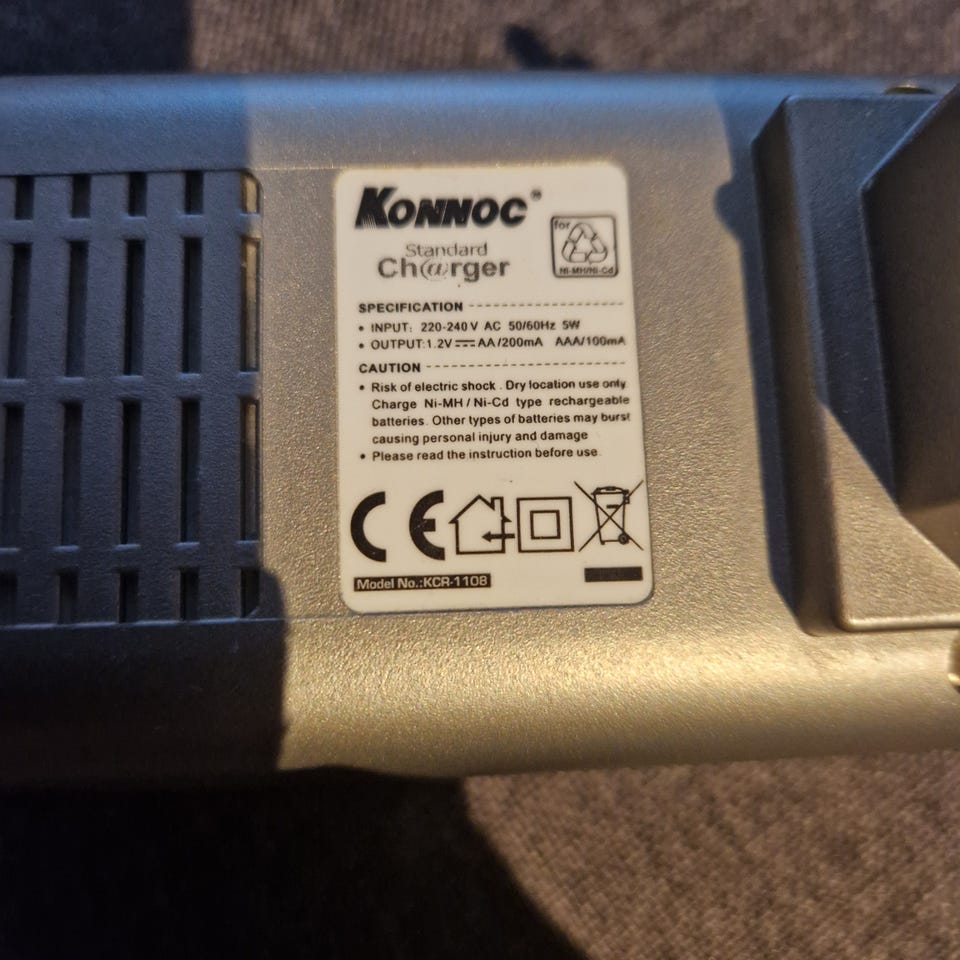 KONNOC®
for
Ni-MH/Ni-Cd
Standard
Ch@rger
SPECIFICATION
• INPUT: 220-240V AC 50/60Hz 5W
• OUTPUT:1.2V⎓AA/200mA AAA/100mA
CAUTION
• Risk of electric shock . Dry location use only.
Charge Ni-MH / Ni-Cd type rechargeable
batteries. Other types of batteries may burst
causing personal injury and damage
• Please read the instruction before use.
CE
Model No.:KCR-1108